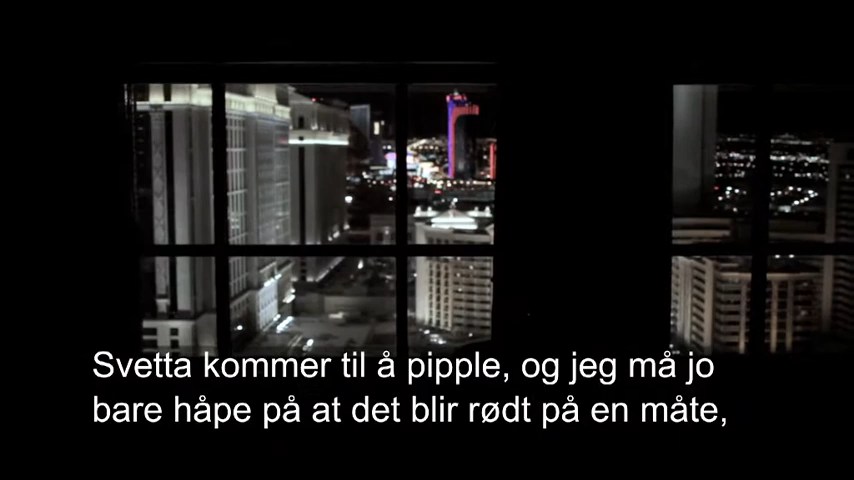 Svetta kommer til å pipple, og jeg må jo
bare håpe på at det blir rødt på en måte,